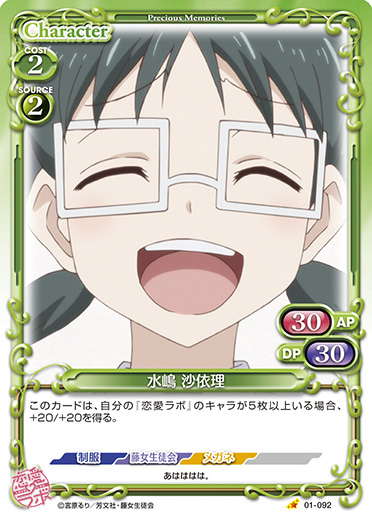 Precious Memories
Character
COST
2
SOURCE
2
30 AP
DP 30
水嶋 沙依理
このカードは、自分の『恋愛ラボ』のキャラが5枚以上いる場合、
+20/+20を得る。
制服 藤女生徒会 メガネ
あはははは。
恋愛
ラボ
©宮原るり/芳文社・藤女生徒会
01-092